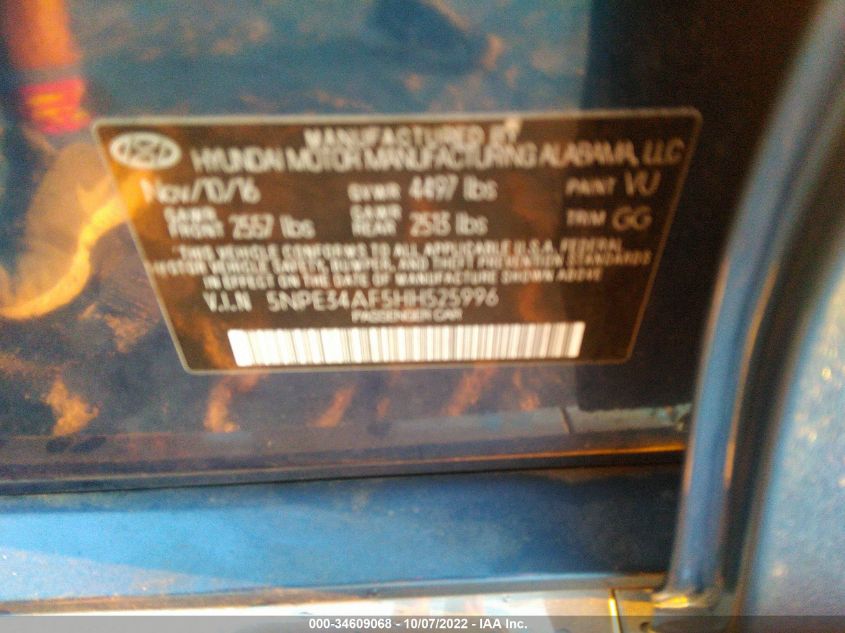 MANUFACTURED BY
HYUNDAI MOTOR MANUFACTURING ALABAMA, LLC
Nov/10/16 GVWR 4497 lbs PAINT VU
GAWR FRONT 2557 lbs GAWR REAR 2515 lbs TRIM GG
THIS VEHICLE CONFORMS TO ALL APPLICABLE U.S.A. FEDERAL
MOTOR VEHICLE SAFETY, BUMPER, AND THEFT PREVENTION STANDARDS
IN EFFECT ON THE DATE OF MANUFACTURE SHOWN ABOVE
V.I.N 5NPE34AF5HH525996
PASSENGER CAR
000-34609068 - 10/07/2022 - IAA Inc.